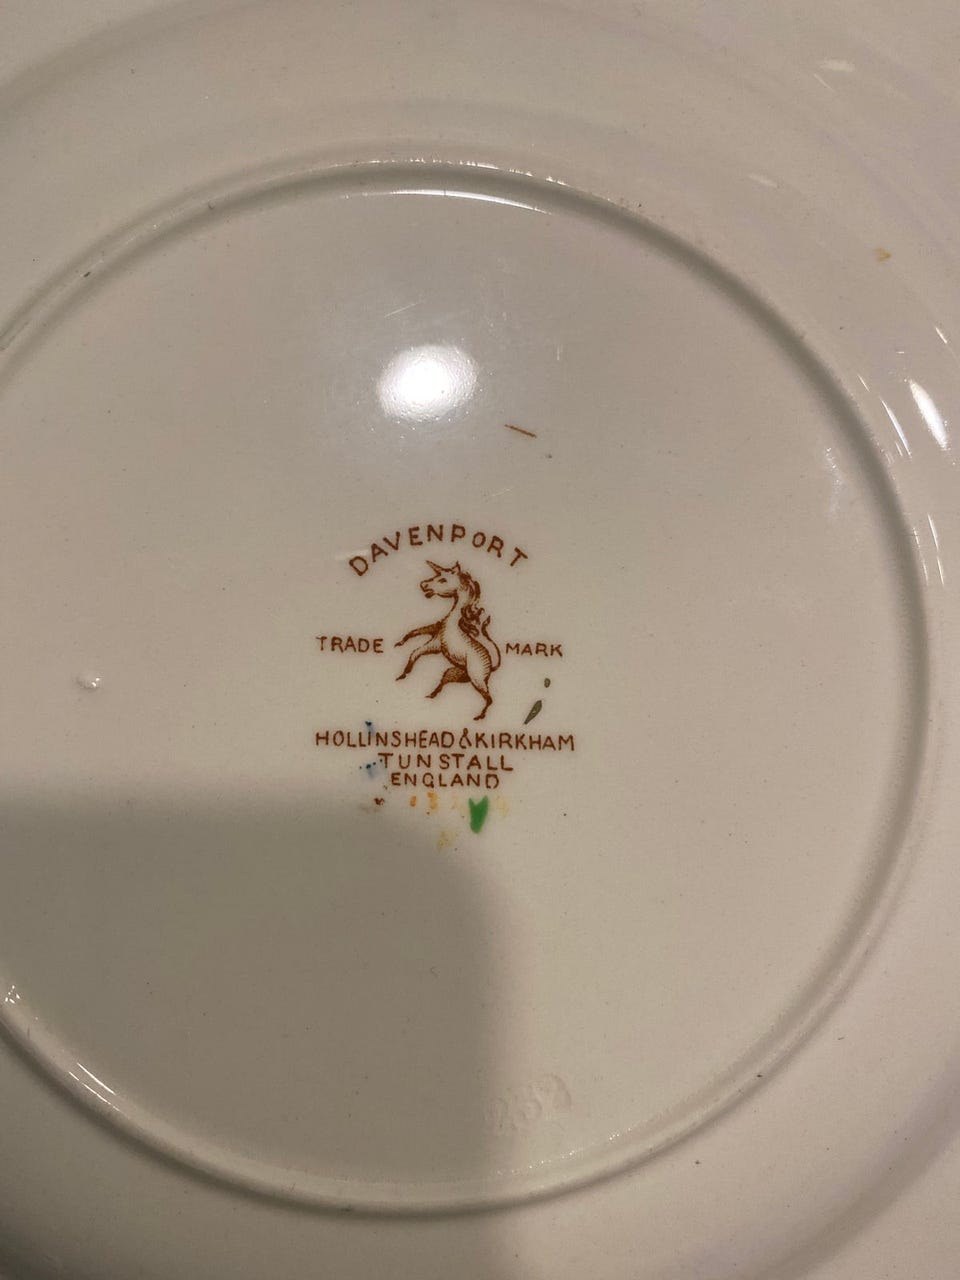 DAVENPORT
TRADE MARK
HOLLINSHEAD & KIRKHAM
TUNSTALL
ENGLAND